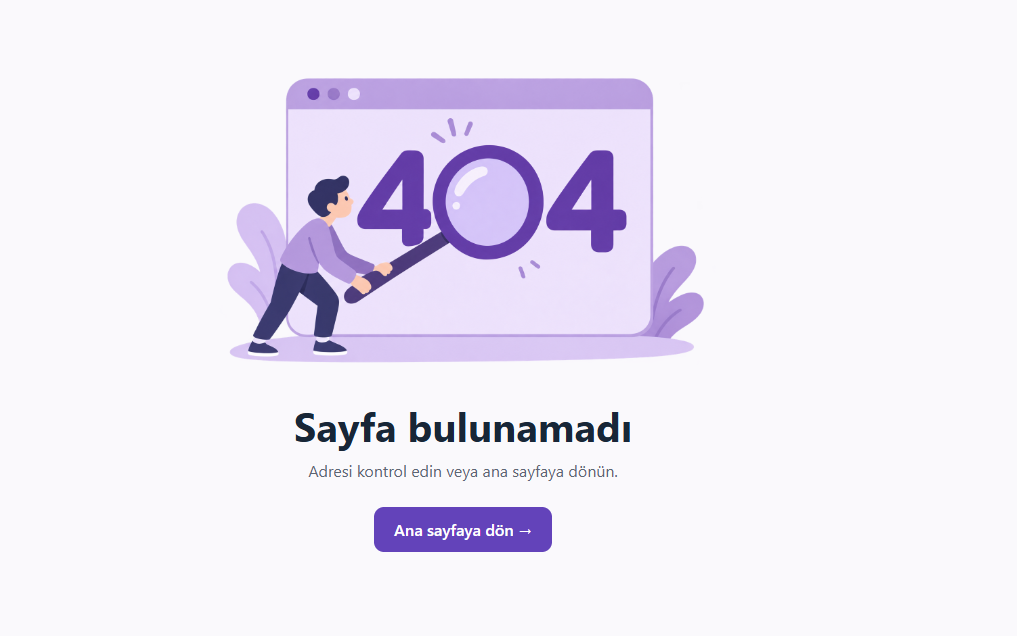 404
Sayfa bulunamadı
Adresi kontrol edin veya ana sayfaya dönün.
Ana sayfaya dön →